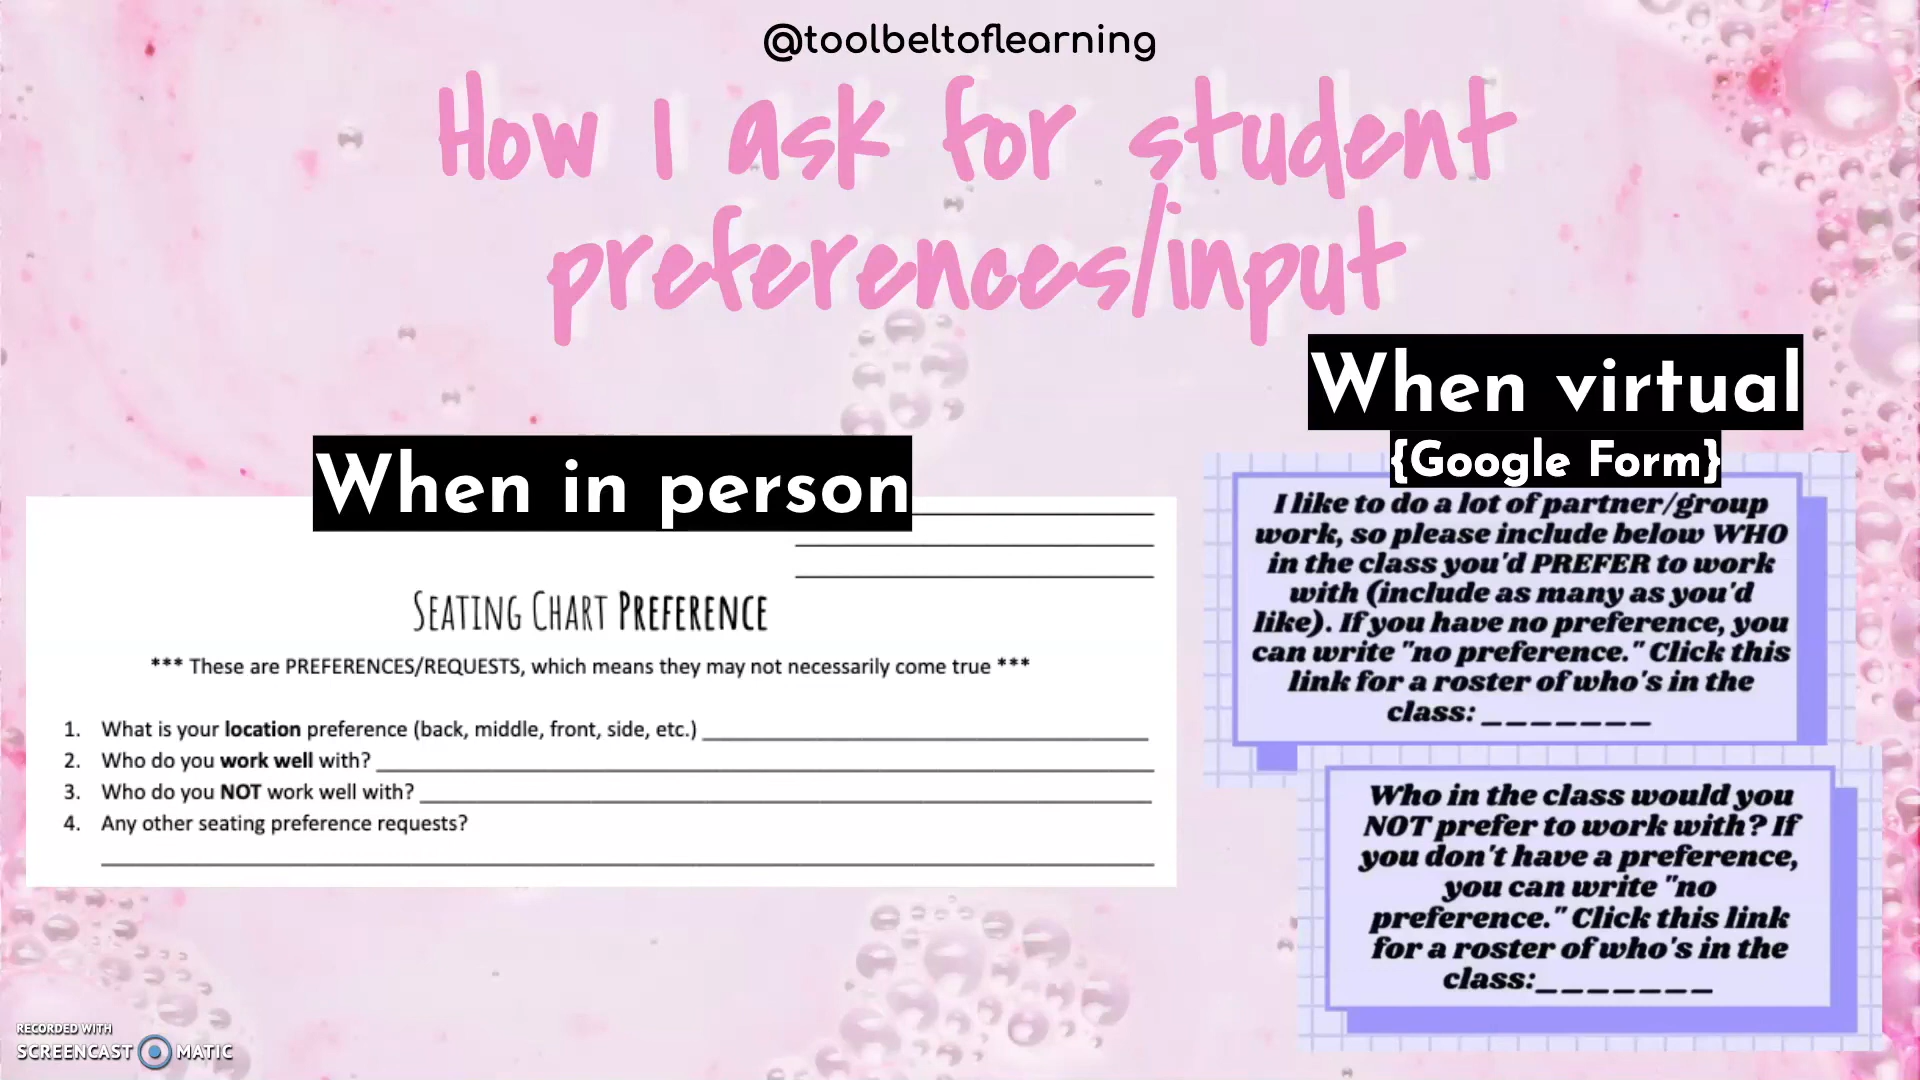 @toolbeltoflearning
How I ask for student
preferences/input
When in person
SEATING CHART PREFERENCE
*** These are PREFERENCES/REQUESTS, which means they may not necessarily come true ***
1. What is your location preference (back, middle, front, side, etc.) ____
2. Who do you work well with? ____
3. Who do you NOT work well with? ____
4. Any other seating preference requests?
____
When virtual
{Google Form}
I like to do a lot of partner/group
work, so please include below WHO
in the class you'd PREFER to work
with (include as many as you'd
like). If you have no preference, you
can write "no preference." Click this
link for a roster of who's in the
class: _______
Who in the class would you
NOT prefer to work with? If
you don't have a preference,
you can write "no
preference." Click this link
for a roster of who's in the
class:_______
RECORDED WITH
SCREENCAST MATIC